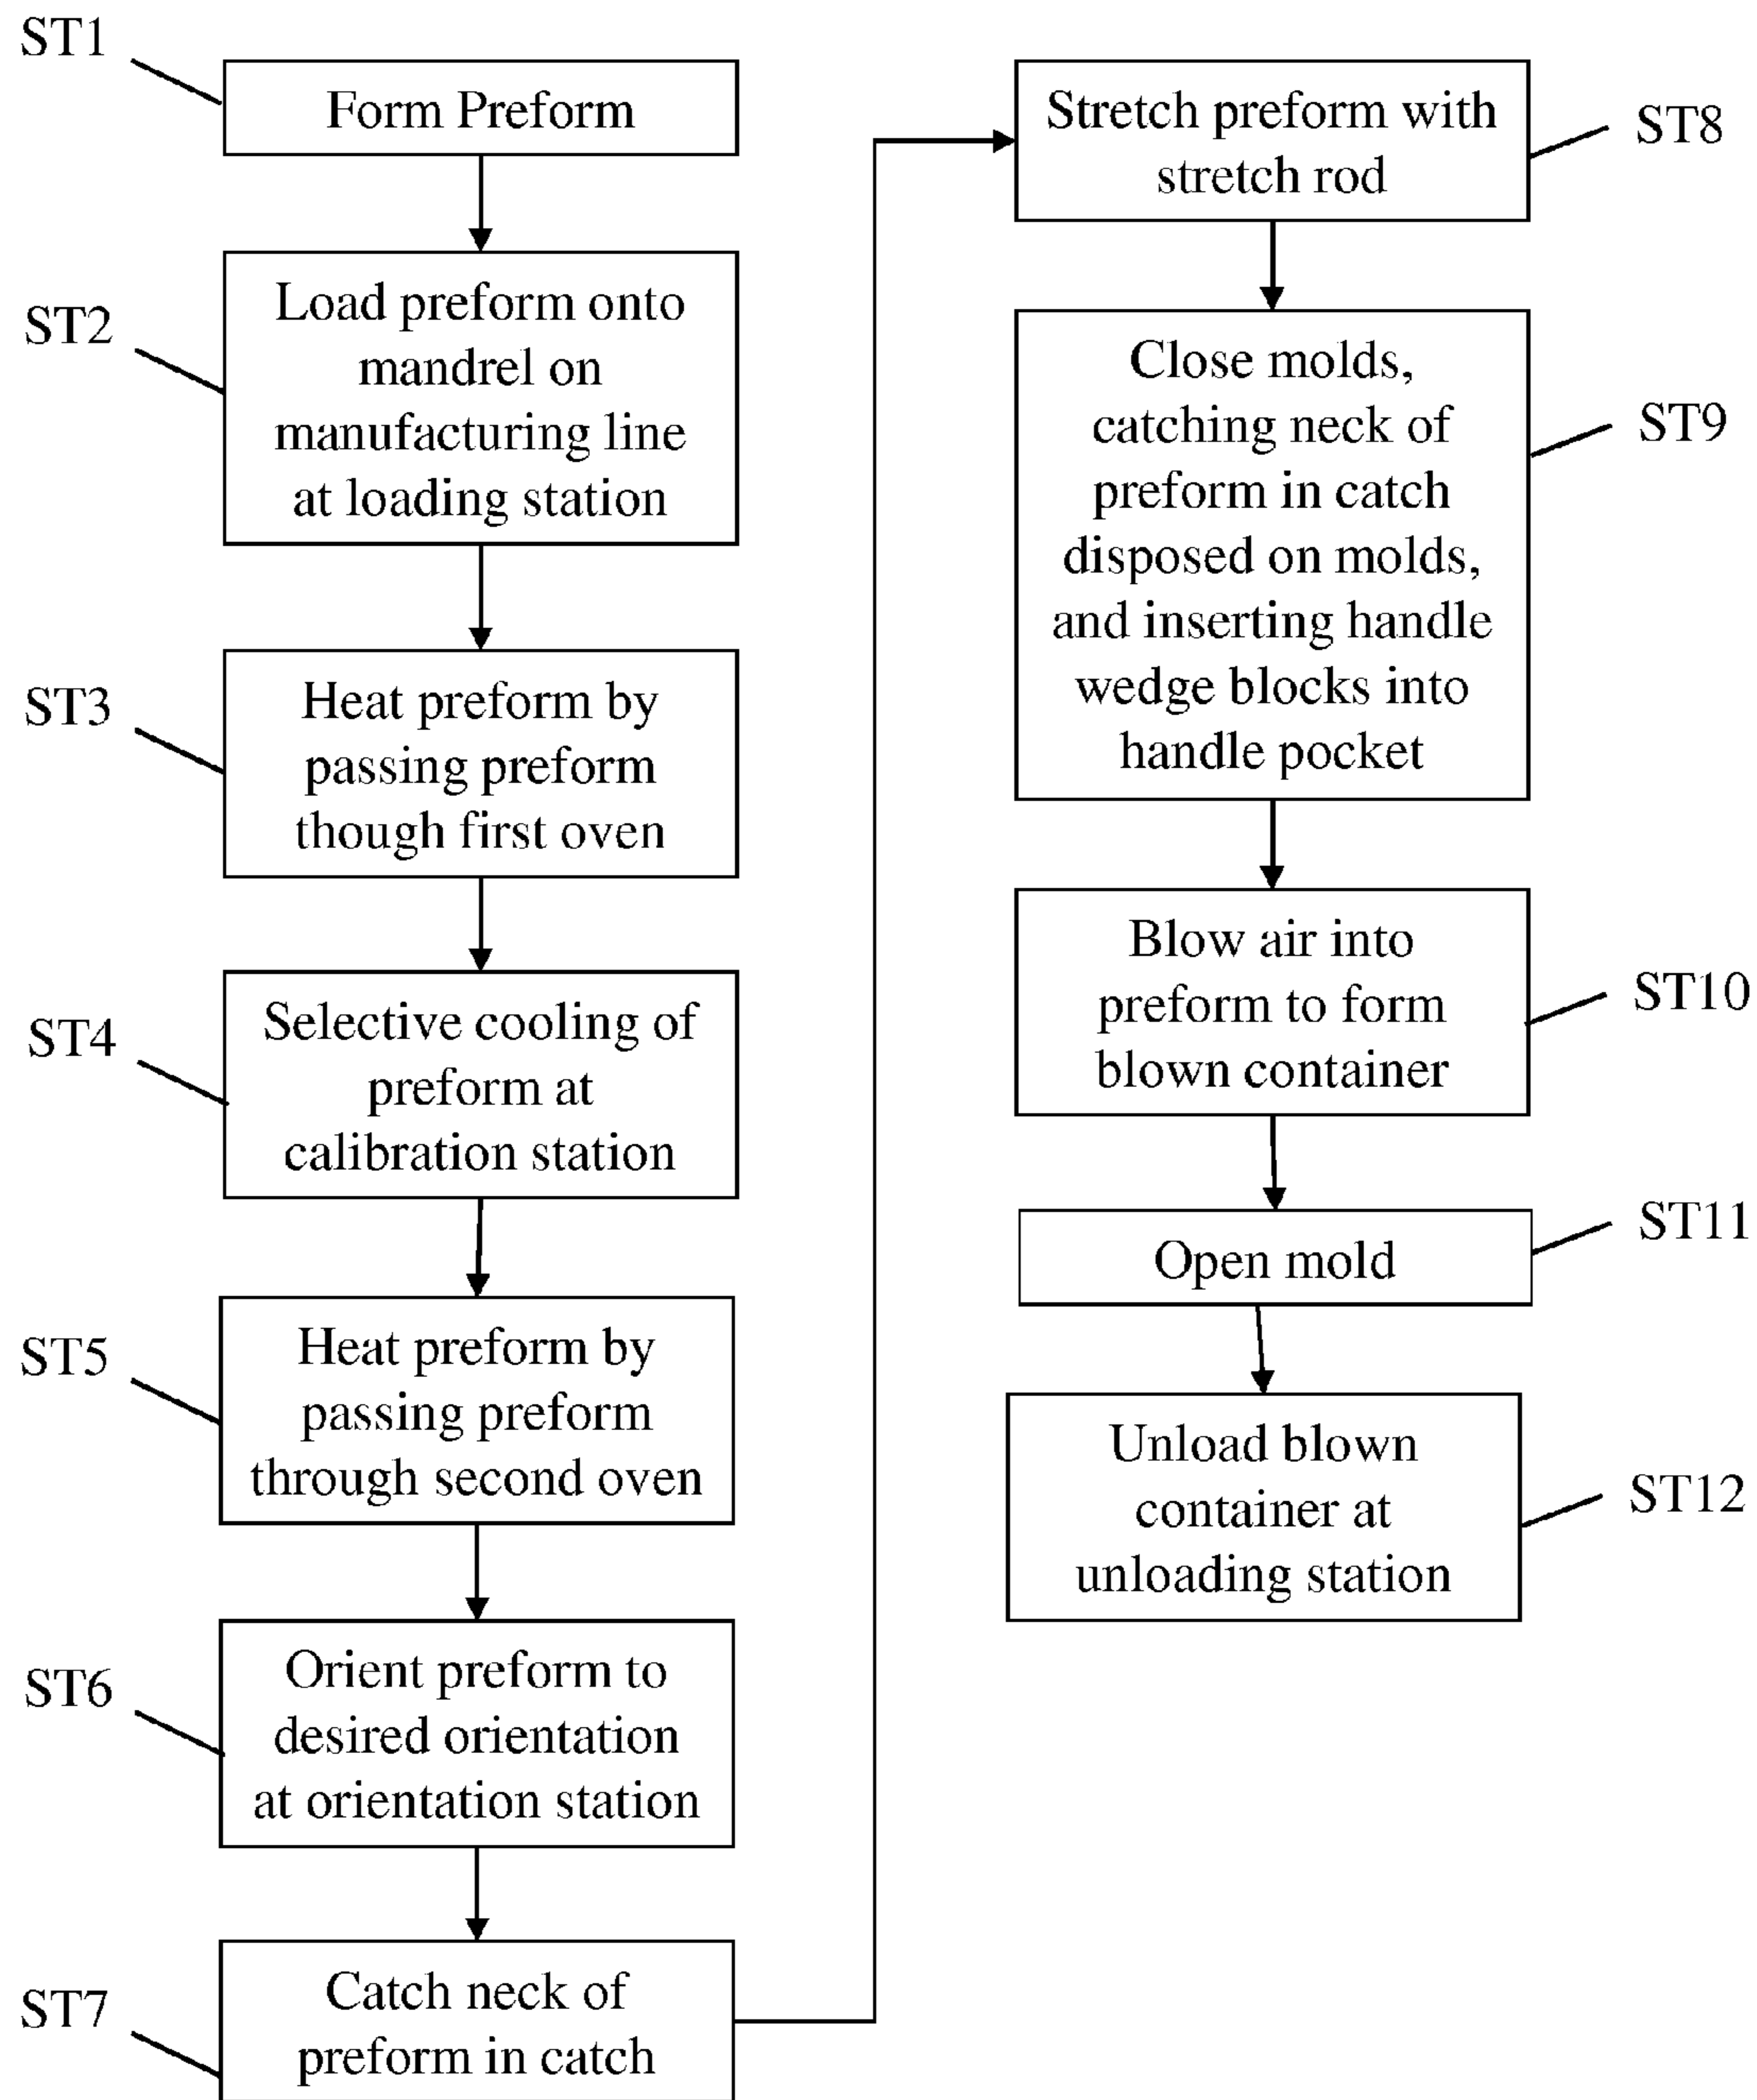 ST1
Form Preform
ST2
Load preform onto
mandrel on
manufacturing line
at loading station
ST3
Heat preform by
passing preform
though first oven
ST4
Selective cooling of
preform at
calibration station
ST5
Heat preform by
passing preform
through second oven
ST6
Orient preform to
desired orientation
at orientation station
ST7
Catch neck of
preform in catch
Stretch preform with
stretch rod
ST8
Close molds,
catching neck of
preform in catch
disposed on molds,
and inserting handle
wedge blocks into
handle pocket
ST9
Blow air into
preform to form
blown container
ST10
Open mold
ST11
Unload blown
container at
unloading station
ST12